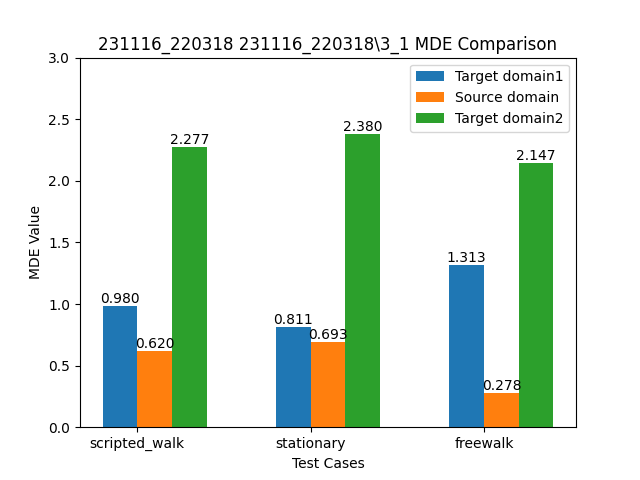 231116_220318 231116_220318\3_1 MDE Comparison
Target domain1
Source domain
Target domain2
MDE Value
3.0
2.5
2.0
1.5
1.0
0.5
0.0
0.980
0.620
2.277
0.811
0.693
2.380
1.313
0.278
2.147
scripted_walk
stationary
freewalk
Test Cases